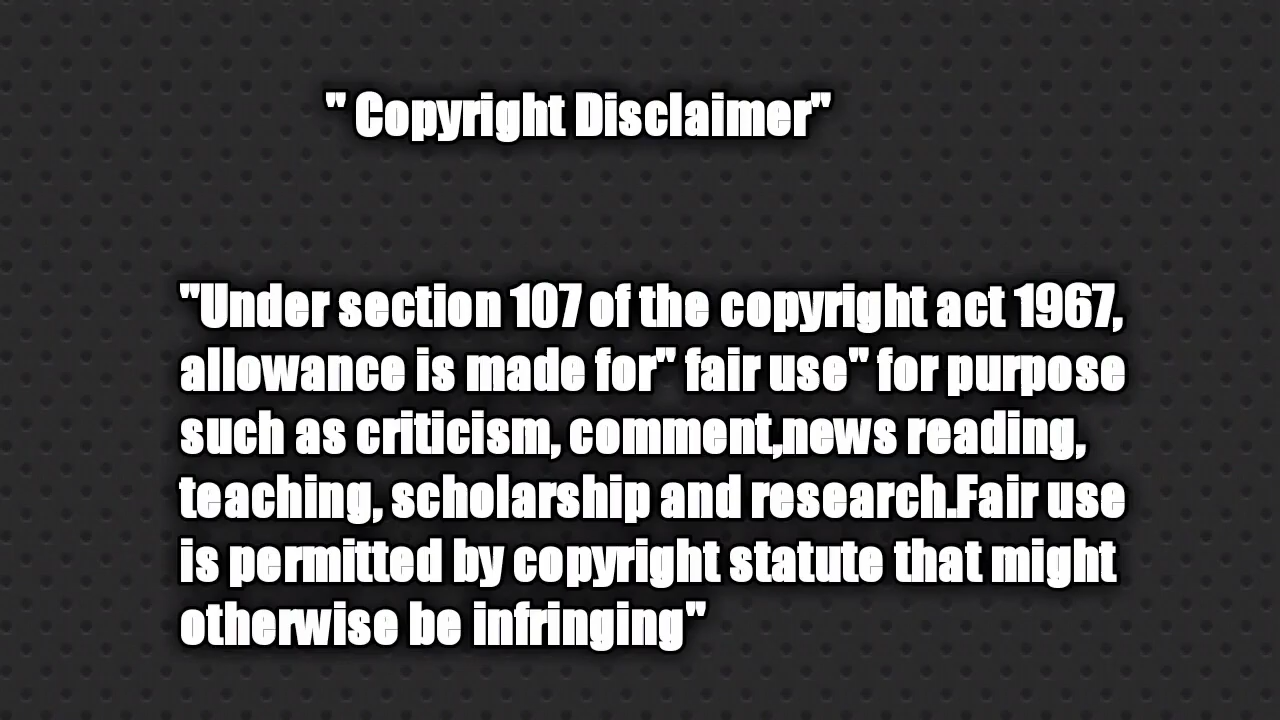 " Copyright Disclaimer"
"Under section 107 of the copyright act 1967,
allowance is made for" fair use" for purpose
such as criticism, comment,news reading,
teaching, scholarship and research.Fair use
is permitted by copyright statute that might
otherwise be infringing"